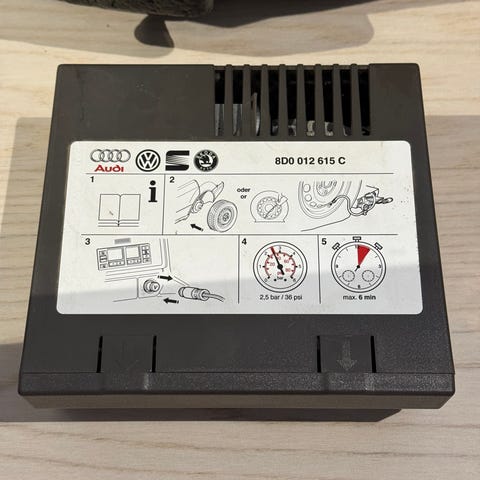 Audi
8D0 012 615 C
1
i
2
oder
or
3
4
2,5 bar / 36 psi
5
max. 6 min